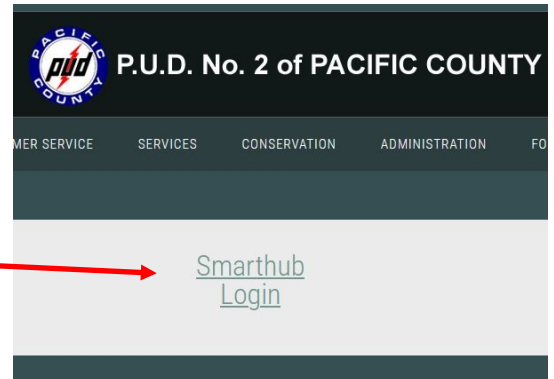 PACIFIC
pud
COUNTY
P.U.D. No. 2 of PACIFIC COUNTY
MER SERVICE SERVICES CONSERVATION ADMINISTRATION FO
Smarthub
Login